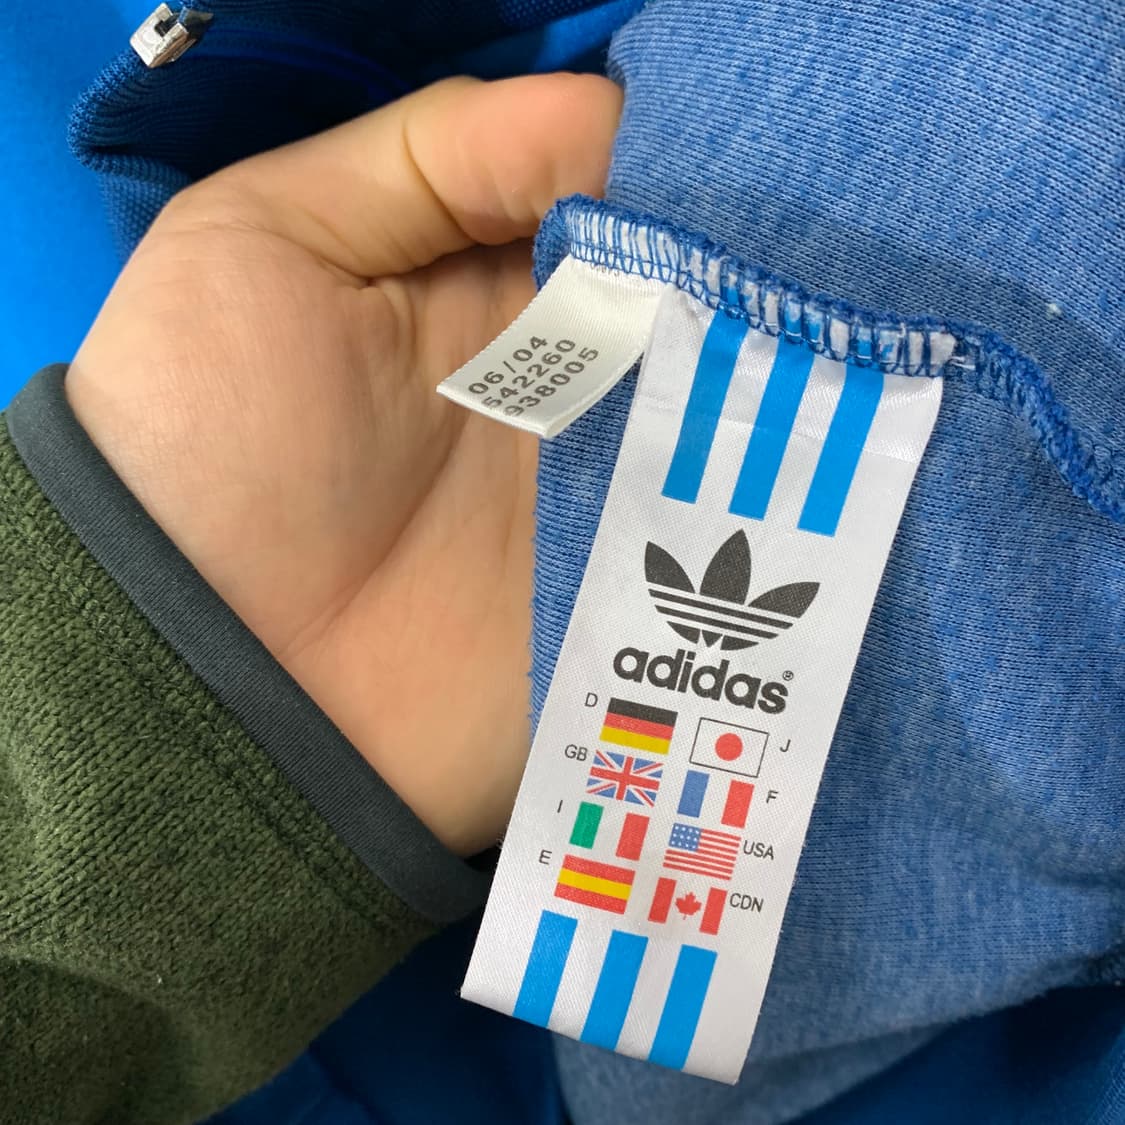 06/04
542260
938005
adidas®
D
J
GB
F
I
USA
E
CDN